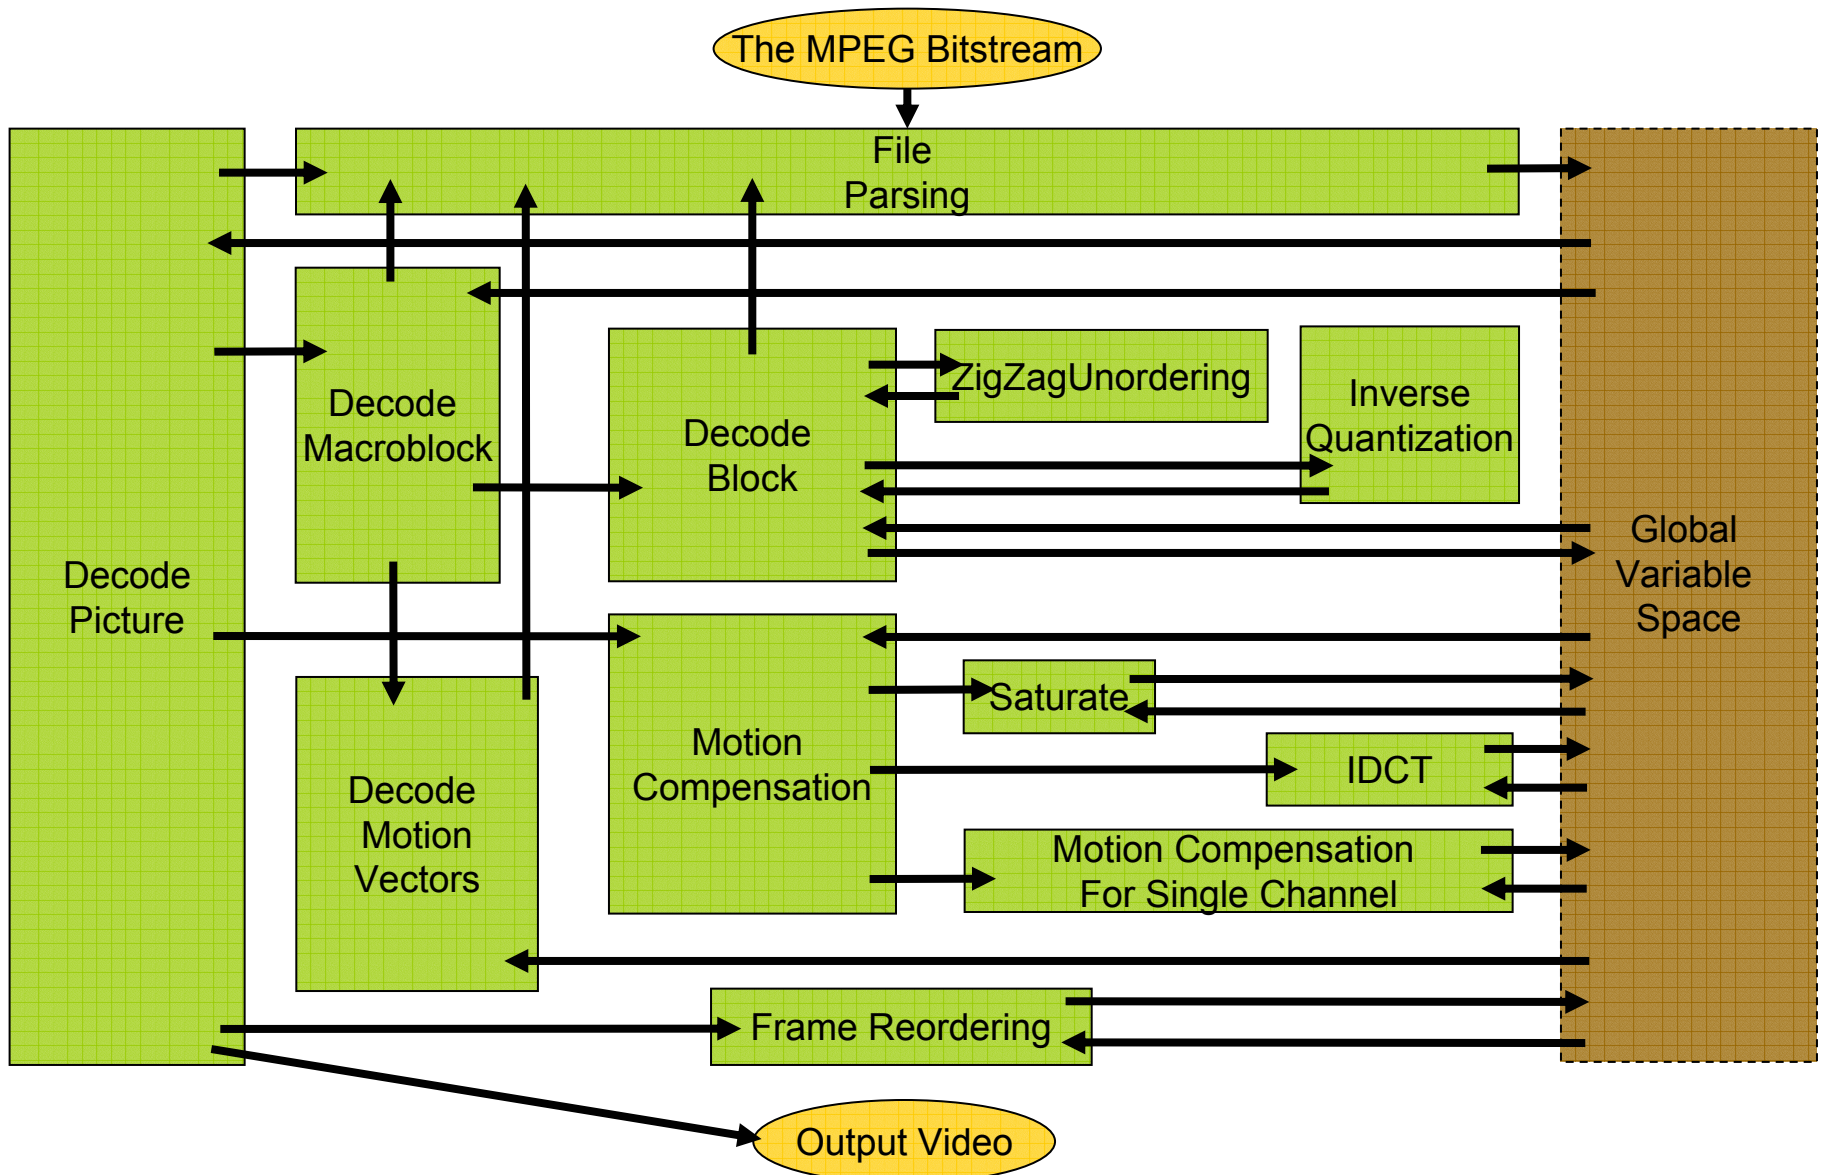 The MPEG Bitstream
File
Parsing
Decode
Macroblock
Decode
Block
ZigZagUnordering
Inverse
Quantization
Decode
Picture
Global
Variable
Space
Decode
Motion
Vectors
Motion
Compensation
Saturate
IDCT
Motion Compensation
For Single Channel
Frame Reordering
Output Video